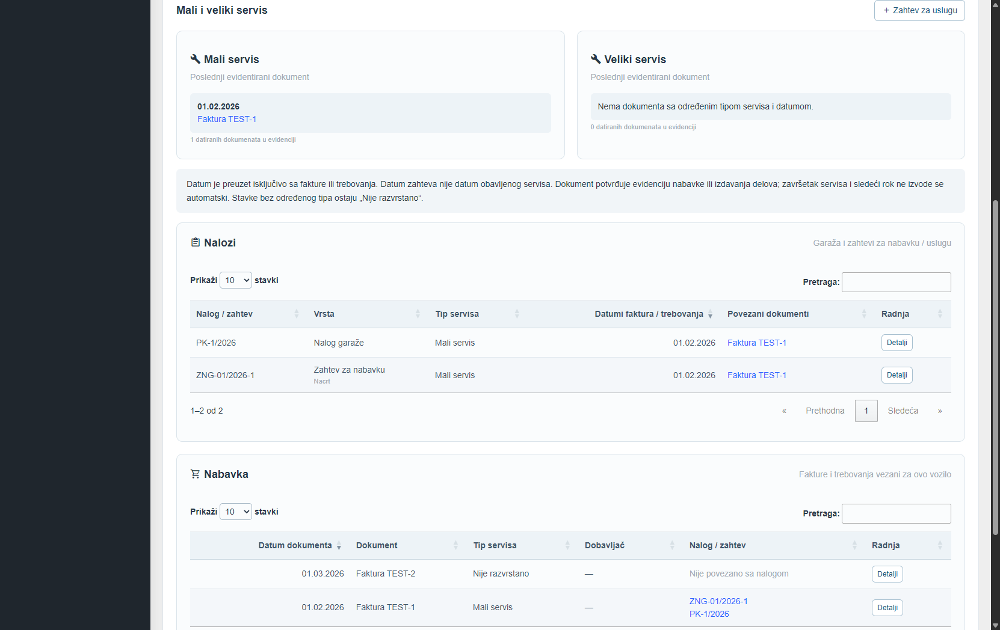 Mali i veliki servis
+ Zahtev za uslugu
Mali servis
Poslednji evidentirani dokument
01.02.2026
Faktura TEST-1
1 datiranih dokumenata u evidenciji
Veliki servis
Poslednji evidentirani dokument
Nema dokumenta sa određenim tipom servisa i datumom.
0 datiranih dokumenata u evidenciji
Datum je preuzet isključivo sa fakture ili trebovanja. Datum zahteva nije datum obavljenog servisa. Dokument potvrđuje evidenciju nabavke ili izdavanja delova; završetak servisa i sledeći rok ne izvode se
automatski. Stavke bez određenog tipa ostaju „Nije razvrstano“.
Nalozi
Garaža i zahtevi za nabavku / uslugu
Prikaži 10 stavki
Pretraga:
Nalog / zahtev Vrsta Tip servisa Datumi faktura / trebovanja Povezani dokumenti Radnja
PK-1/2026 Nalog garaže Mali servis 01.02.2026 Faktura TEST-1 Detalji
ZNG-01/2026-1 Zahtev za nabavku Mali servis 01.02.2026 Faktura TEST-1 Detalji
Nacrt
1–2 od 2
« Prethodna 1 Sledeća »
Nabavka
Fakture i trebovanja vezani za ovo vozilo
Prikaži 10 stavki
Pretraga:
Datum dokumenta Dokument Tip servisa Dobavljač Nalog / zahtev Radnja
01.03.2026 Faktura TEST-2 Nije razvrstano — Nije povezano sa nalogom Detalji
01.02.2026 Faktura TEST-1 Mali servis — ZNG-01/2026-1 Detalji
PK-1/2026